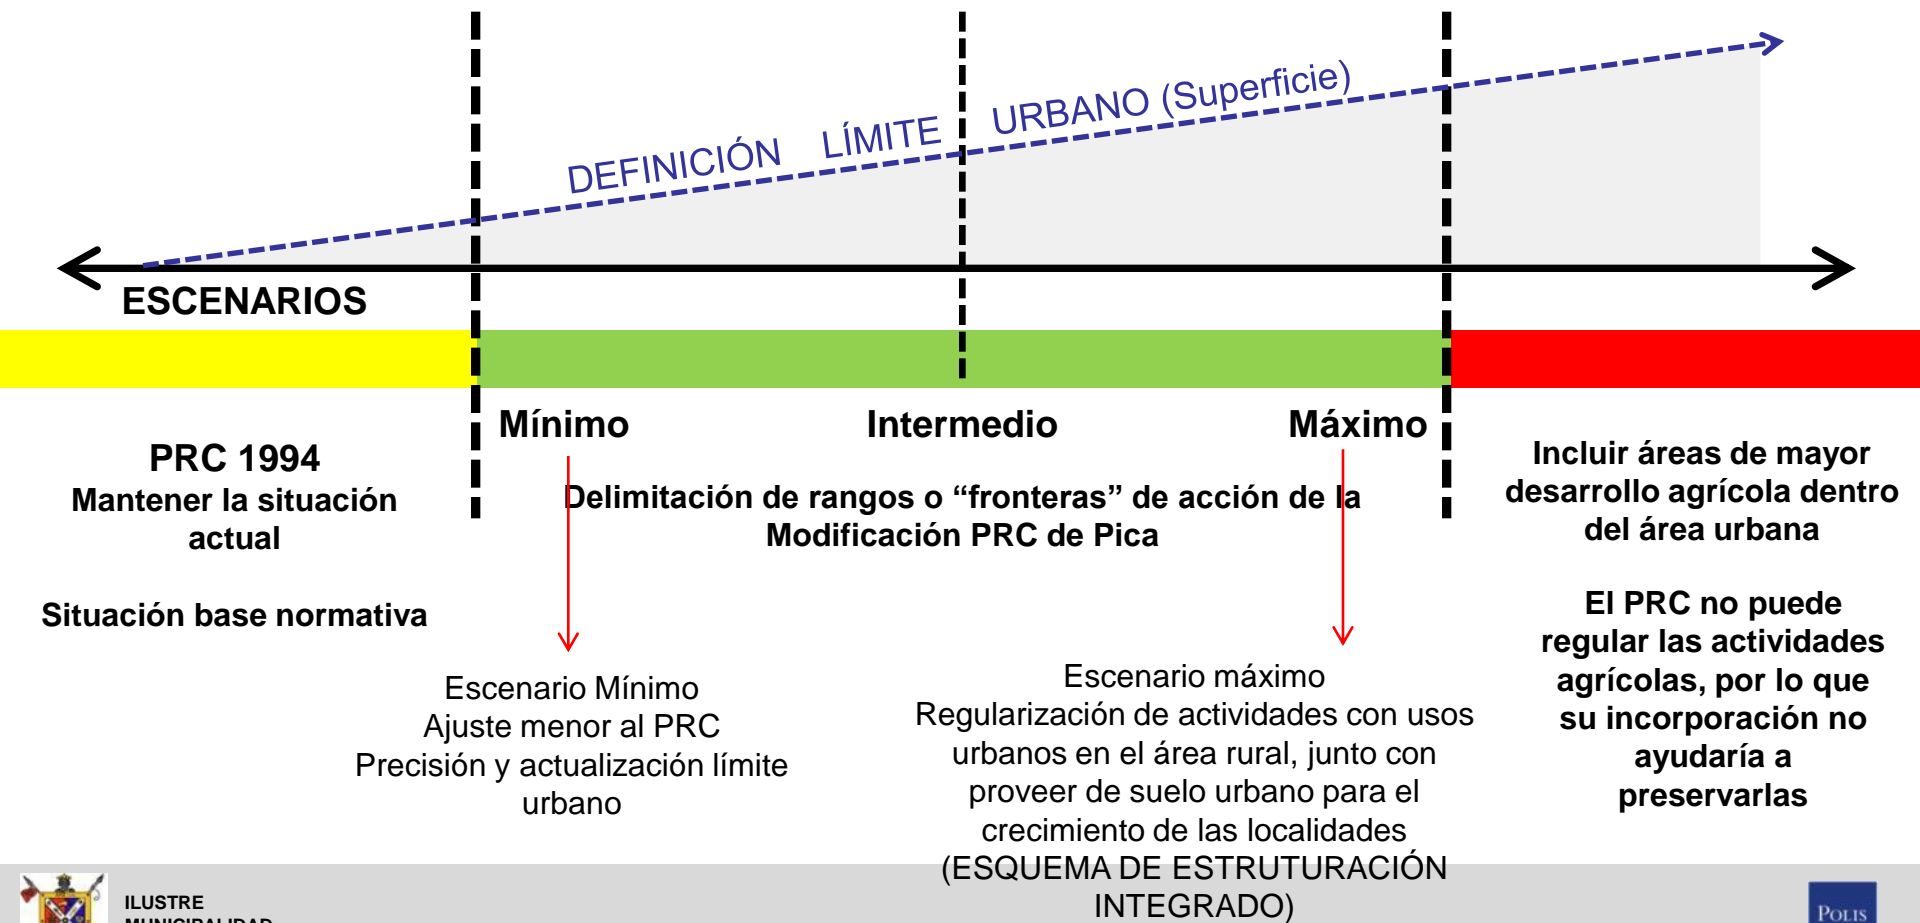 DEFINICIÓN LÍMITE URBANO (Superficie)
ESCENARIOS
Mínimo
Intermedio
Máximo
PRC 1994
Mantener la situación
actual
Situación base normativa
Delimitación de rangos o “fronteras” de acción de la
Modificación PRC de Pica
Escenario Mínimo
Ajuste menor al PRC
Precisión y actualización límite
urbano
Escenario máximo
Regularización de actividades con usos
urbanos en el área rural, junto con
proveer de suelo urbano para el
crecimiento de las localidades
(ESQUEMA DE ESTRUTURACIÓN
INTEGRADO)
Incluir áreas de mayor
desarrollo agrícola dentro
del área urbana
El PRC no puede
regular las actividades
agrícolas, por lo que
su incorporación no
ayudaría a
preservarlas
ILUSTRE
MUNICIPALIDAD
POLIS